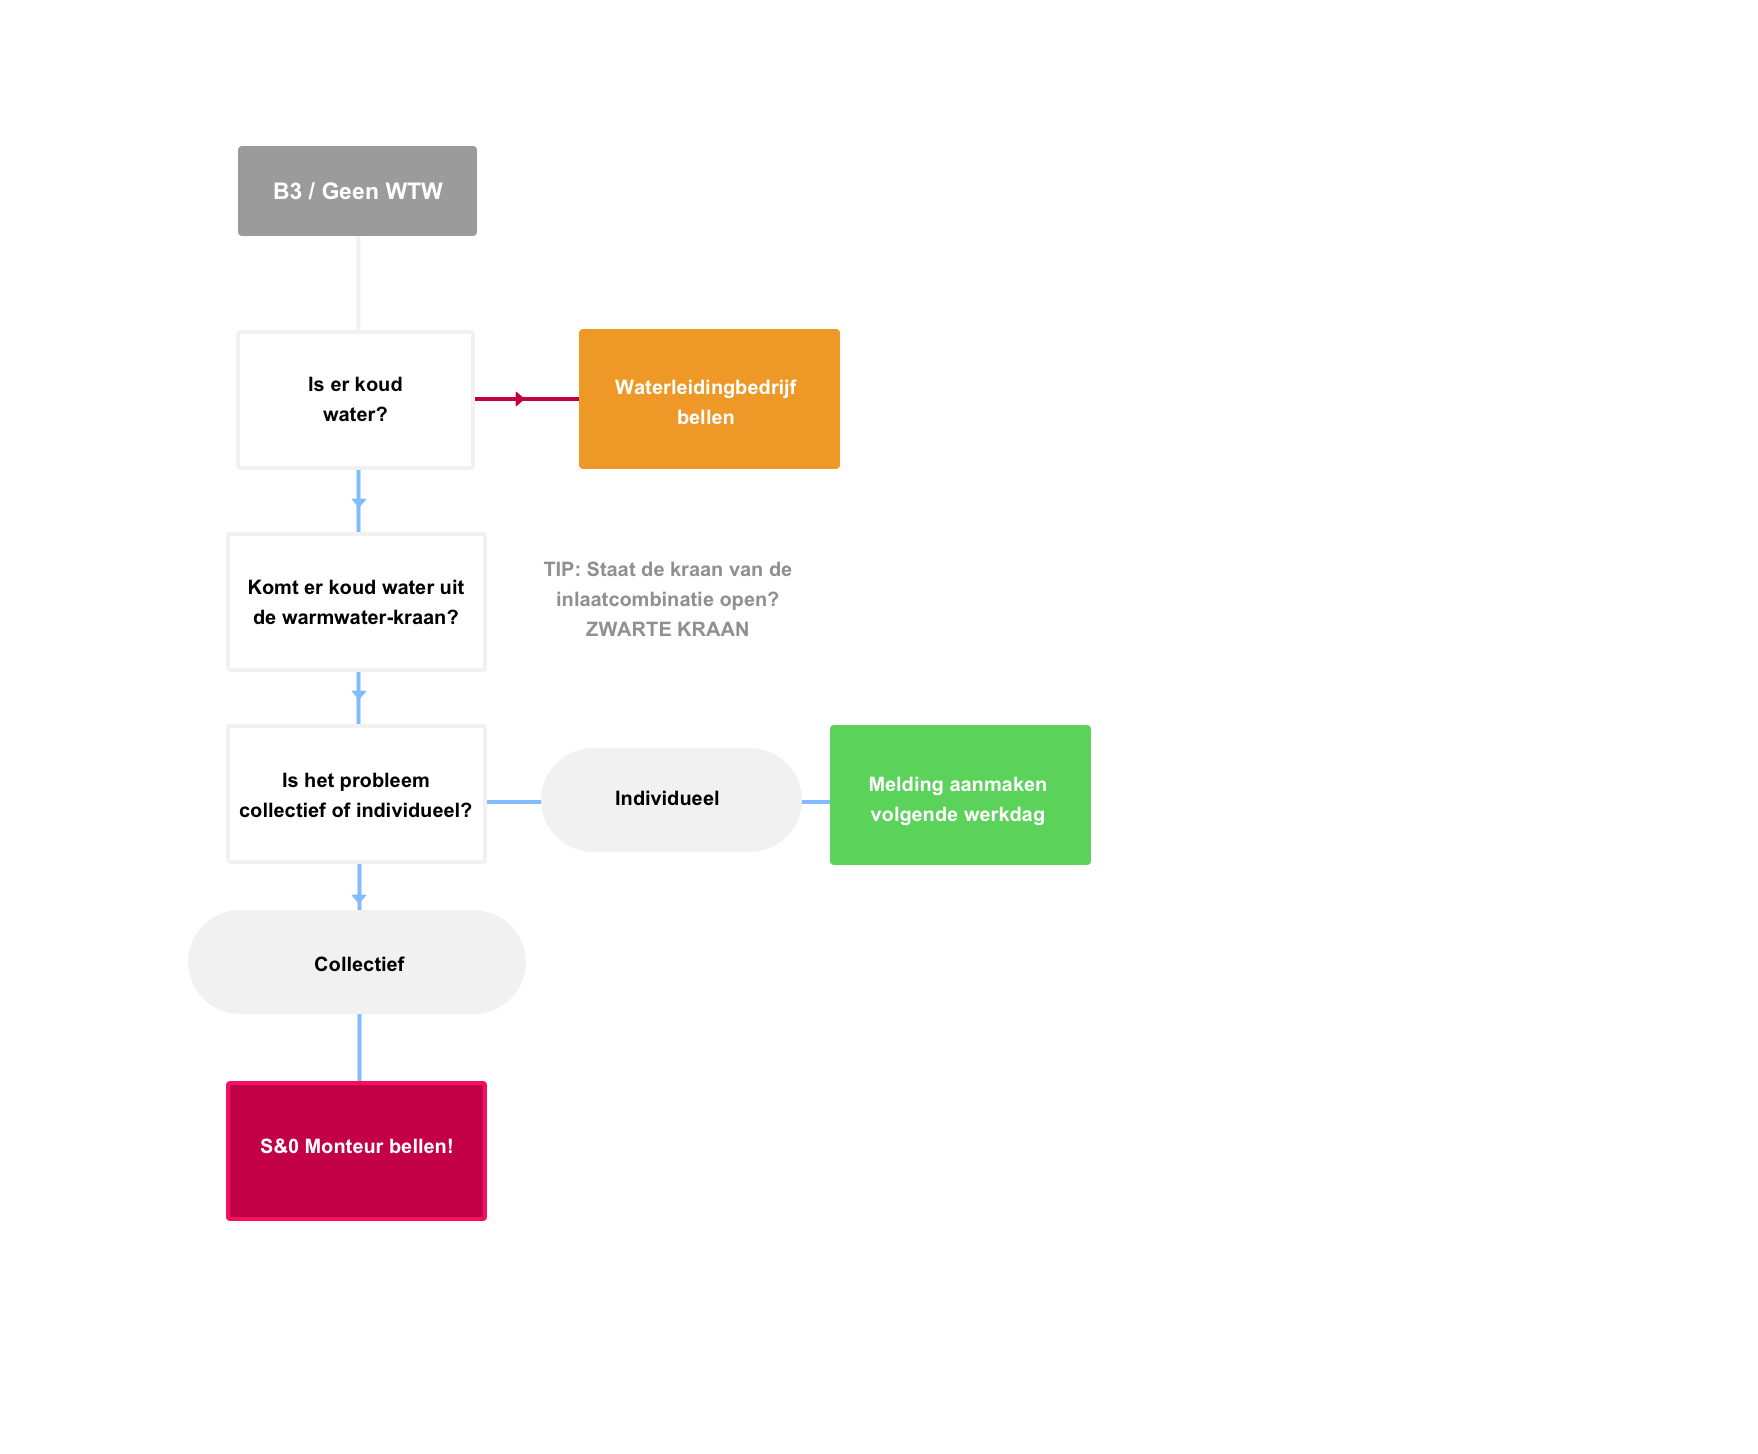 B3 / Geen WTW
Is er koud
water?
Waterleidingbedrijf
bellen
Komt er koud water uit
de warmwater-kraan?
TIP: Staat de kraan van de
inlaatcombinatie open?
ZWARTE KRAAN
Is het probleem
collectief of individueel?
Individueel
Melding aanmaken
volgende werkdag
Collectief
S&0 Monteur bellen!